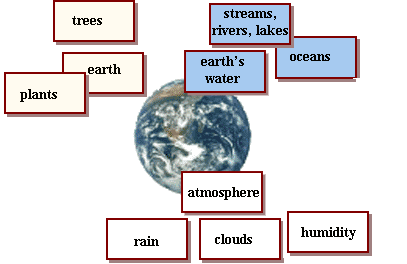 trees
earth
plants
streams,
rivers, lakes
oceans
earth's
water
atmosphere
rain
clouds
humidity